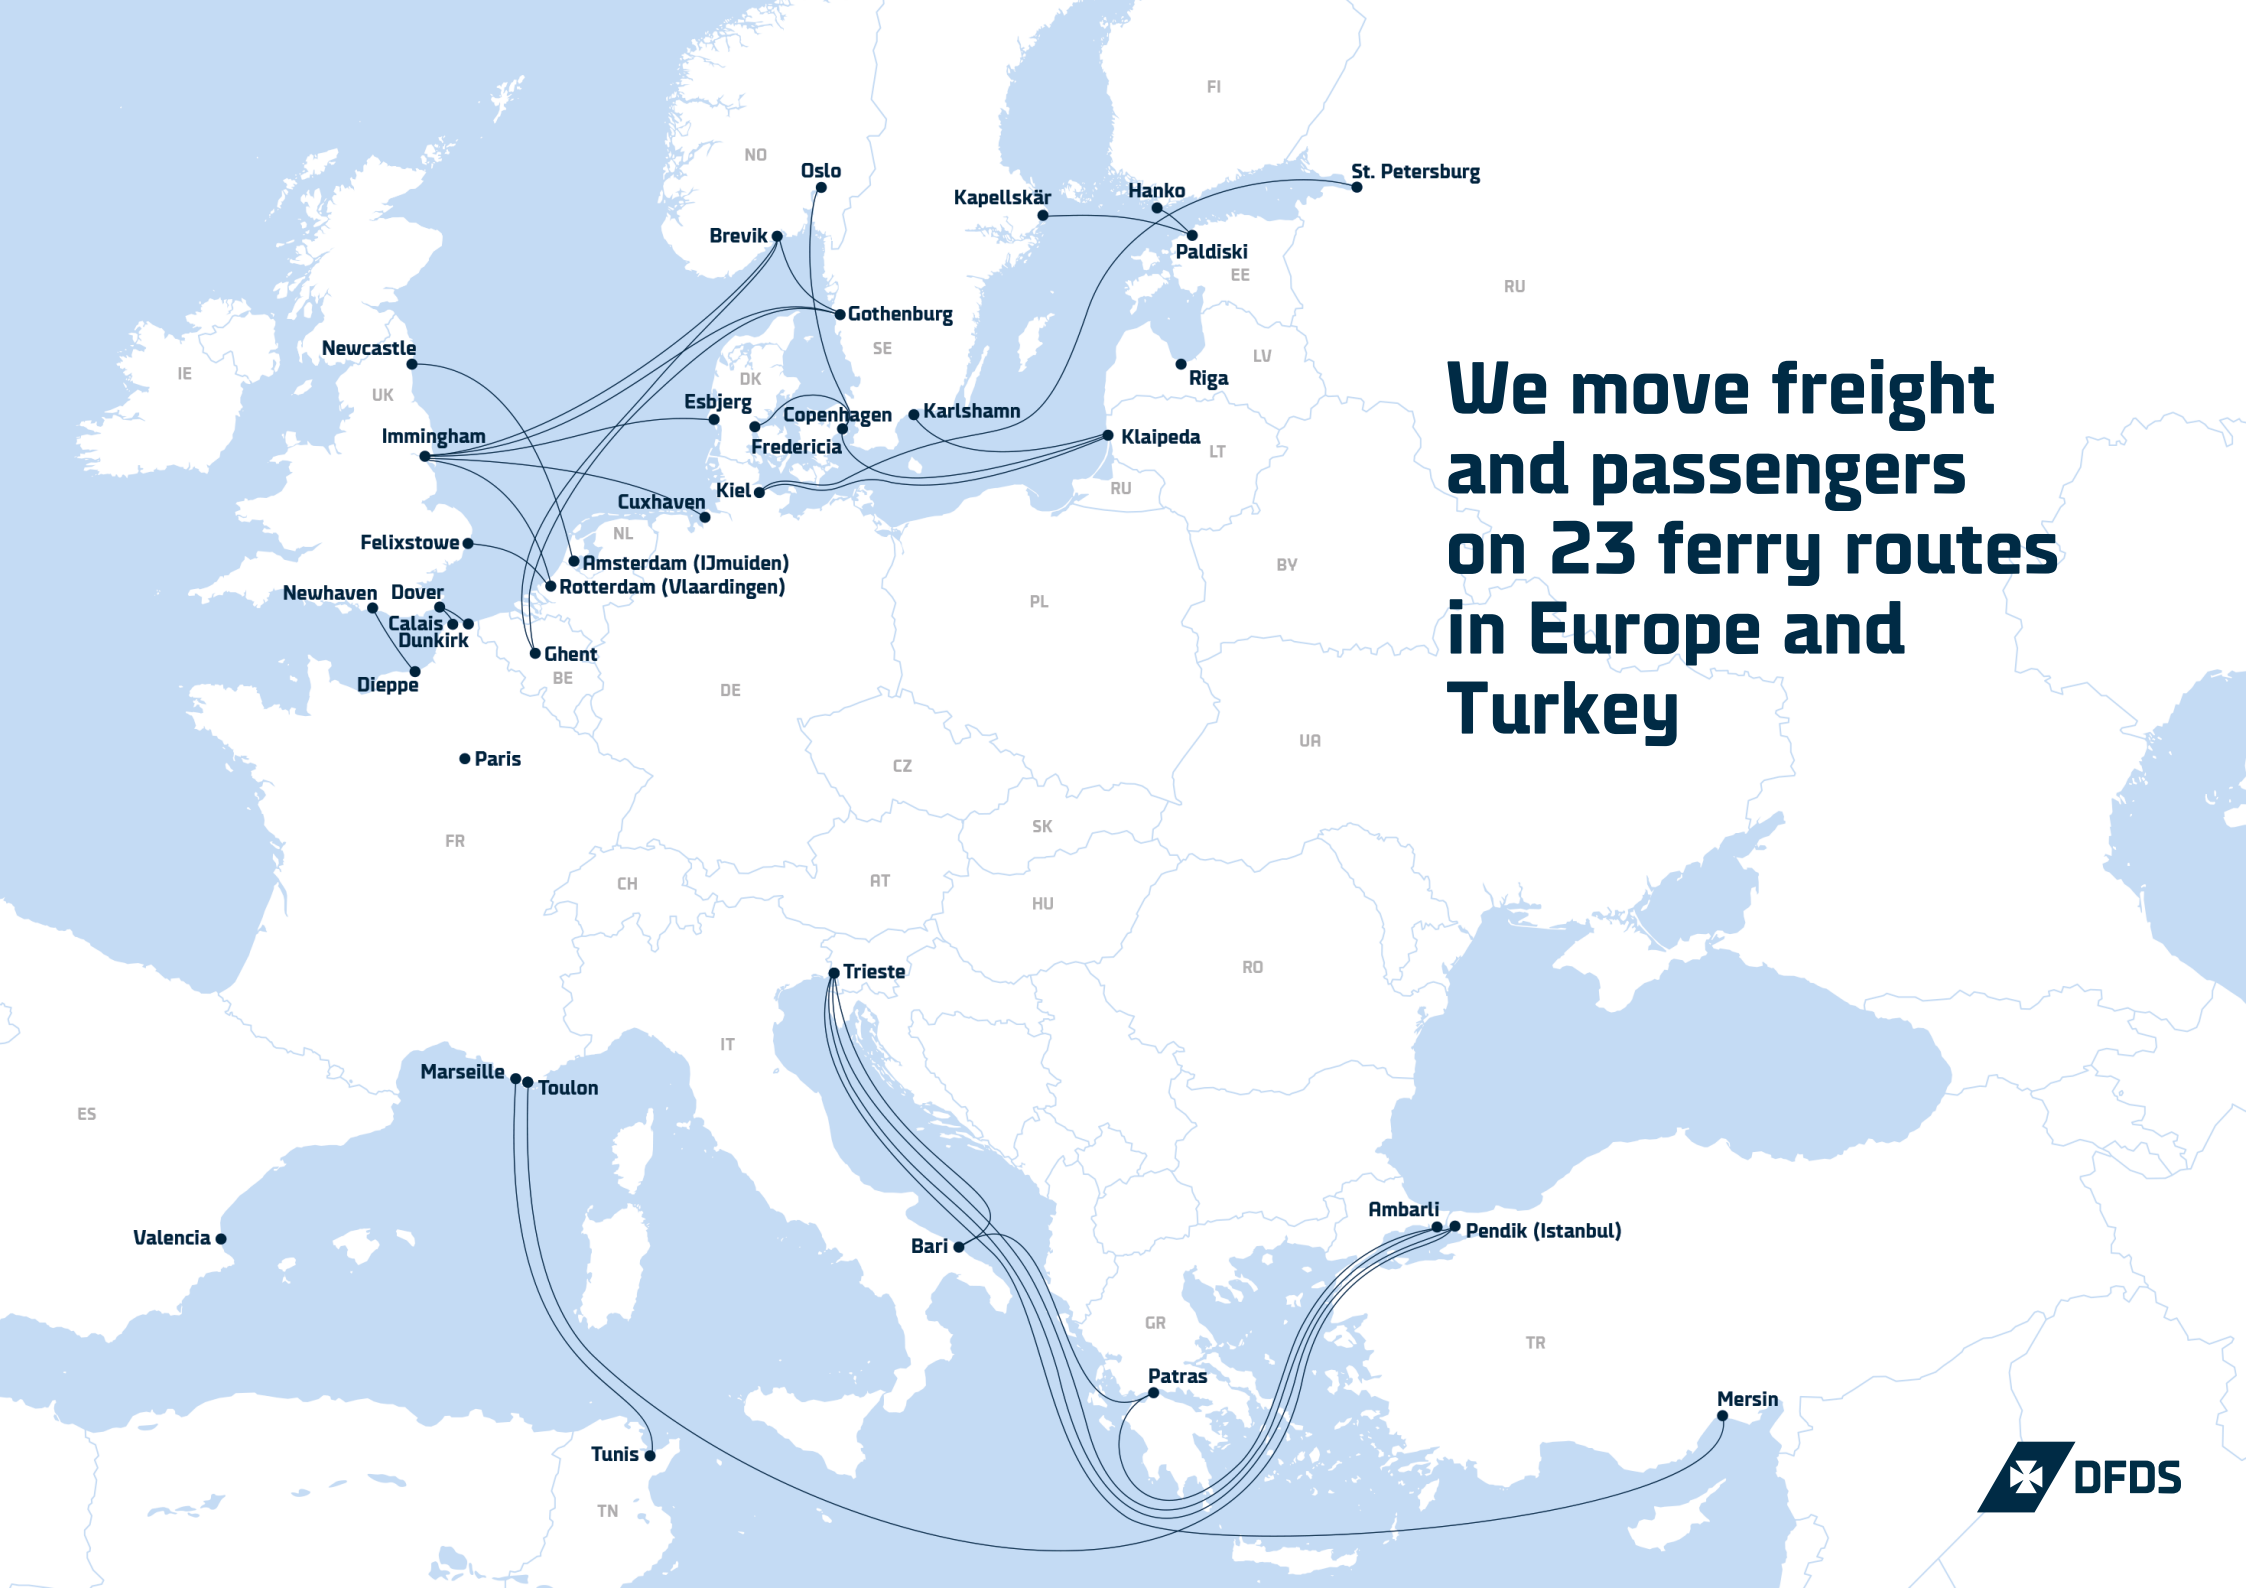 FI
NO
Oslo
St. Petersburg
Kapellskär
Hanko
Brevik
Paldiski
EE
RU
Gothenburg
Newcastle
SE
LV
IE
DK
Riga
UK
Esbjerg
Copenhagen
Karlshamn
Immingham
Fredericia
Klaipeda
LT
Kiel
RU
Cuxhaven
NL
Felixstowe
Amsterdam (IJmuiden)
BY
Rotterdam (Vlaardingen)
Newhaven
Dover
PL
Calais
Dunkirk
Ghent
BE
Dieppe
DE
We move freight
and passengers
on 23 ferry routes
in Europe and
Turkey
UA
Paris
CZ
SK
FR
CH
AT
HU
Trieste
RO
IT
Marseille
Toulon
ES
Ambarli
Pendik (Istanbul)
Valencia
Bari
GR
TR
Patras
Mersin
Tunis
TN
DFDS